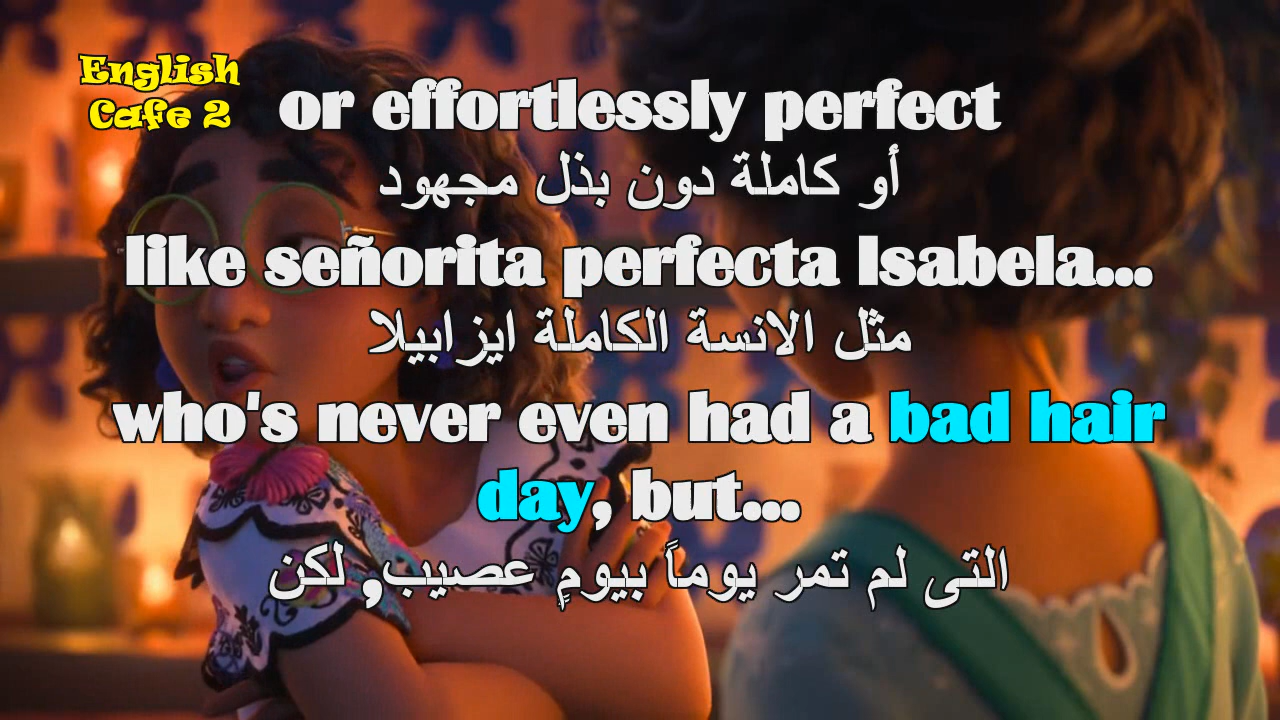 English
Cafe 2
or effortlessly perfect
أو كاملة دون بذل مجهود
like señorita perfecta Isabela...
مثل الانسة الكاملة ايزابيلا
who's never even had a bad hair
day, but...
التى لم تمر يوماً بيومٍ عصيب, لكن